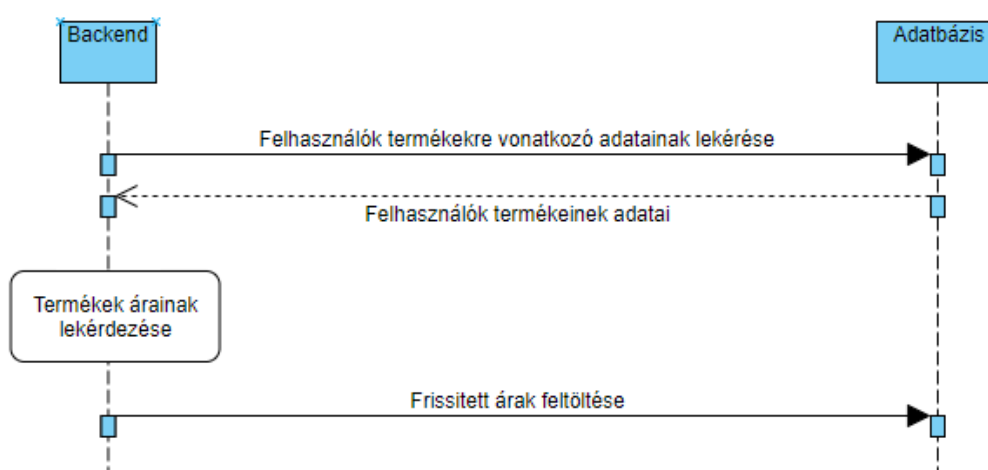 Backend
Adatbázis
Felhasználók termékekre vonatkozó adatainak lekérése
Felhasználók termékeinek adatai
Termékek árainak
lekérdezése
Frissitett árak feltöltése